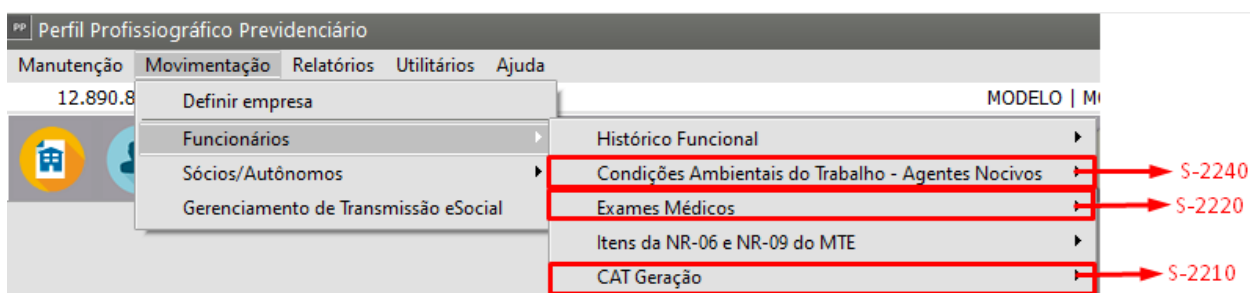 PP Perfil Profissiográfico Previdenciário
Manutenção Movimentação Relatórios Utilitários Ajuda
12.890.8 MODELO |
Definir empresa
Funcionários
Sócios/Autônomos
Gerenciamento de Transmissão eSocial
Histórico Funcional
Condições Ambientais do Trabalho - Agentes Nocivos S-2240
Exames Médicos S-2220
Itens da NR-06 e NR-09 do MTE
CAT Geração S-2210